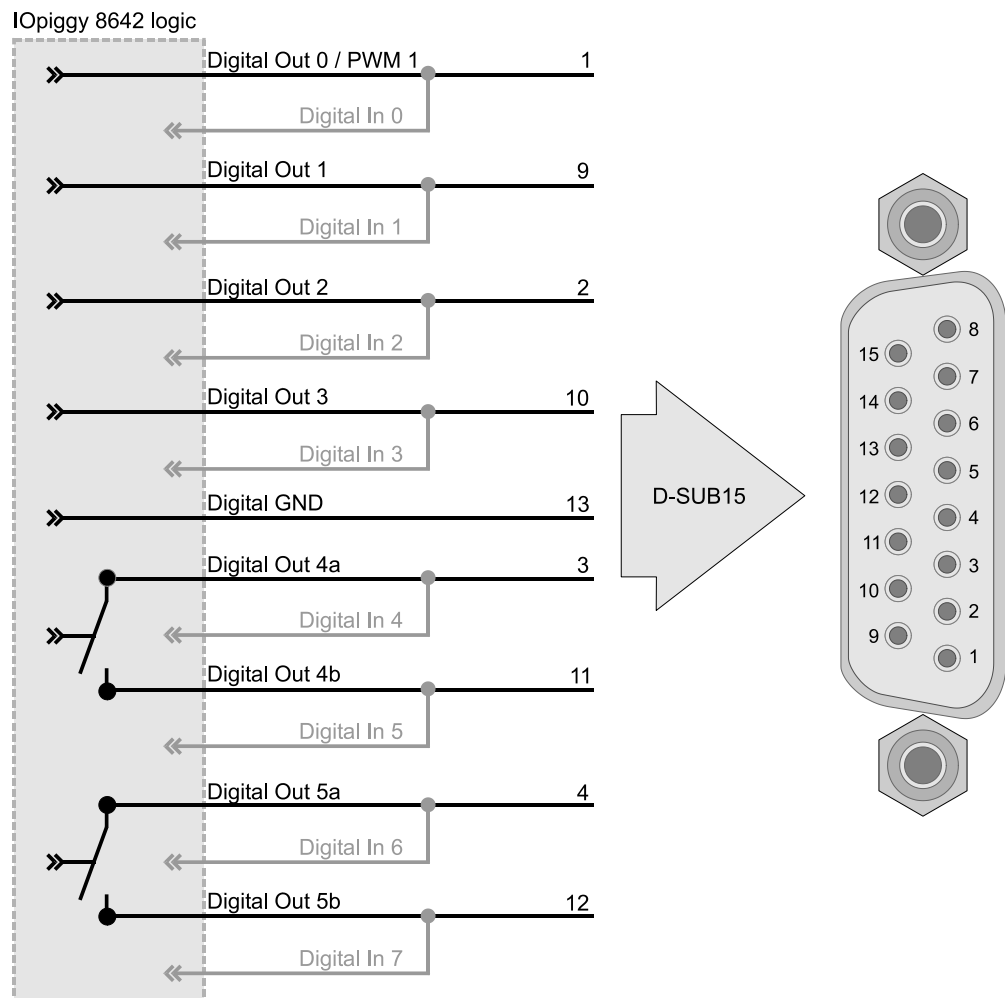 IOpiggy 8642 logic
Digital Out 0 / PWM 1 1
Digital In 0
Digital Out 1 9
Digital In 1
Digital Out 2 2
Digital In 2
Digital Out 3 10
Digital In 3
Digital GND 13
Digital Out 4a 3
Digital In 4
Digital Out 4b 11
Digital In 5
Digital Out 5a 4
Digital In 6
Digital Out 5b 12
Digital In 7
D-SUB15
8
15
7
14
6
13
5
12
4
11
3
10
2
9
1